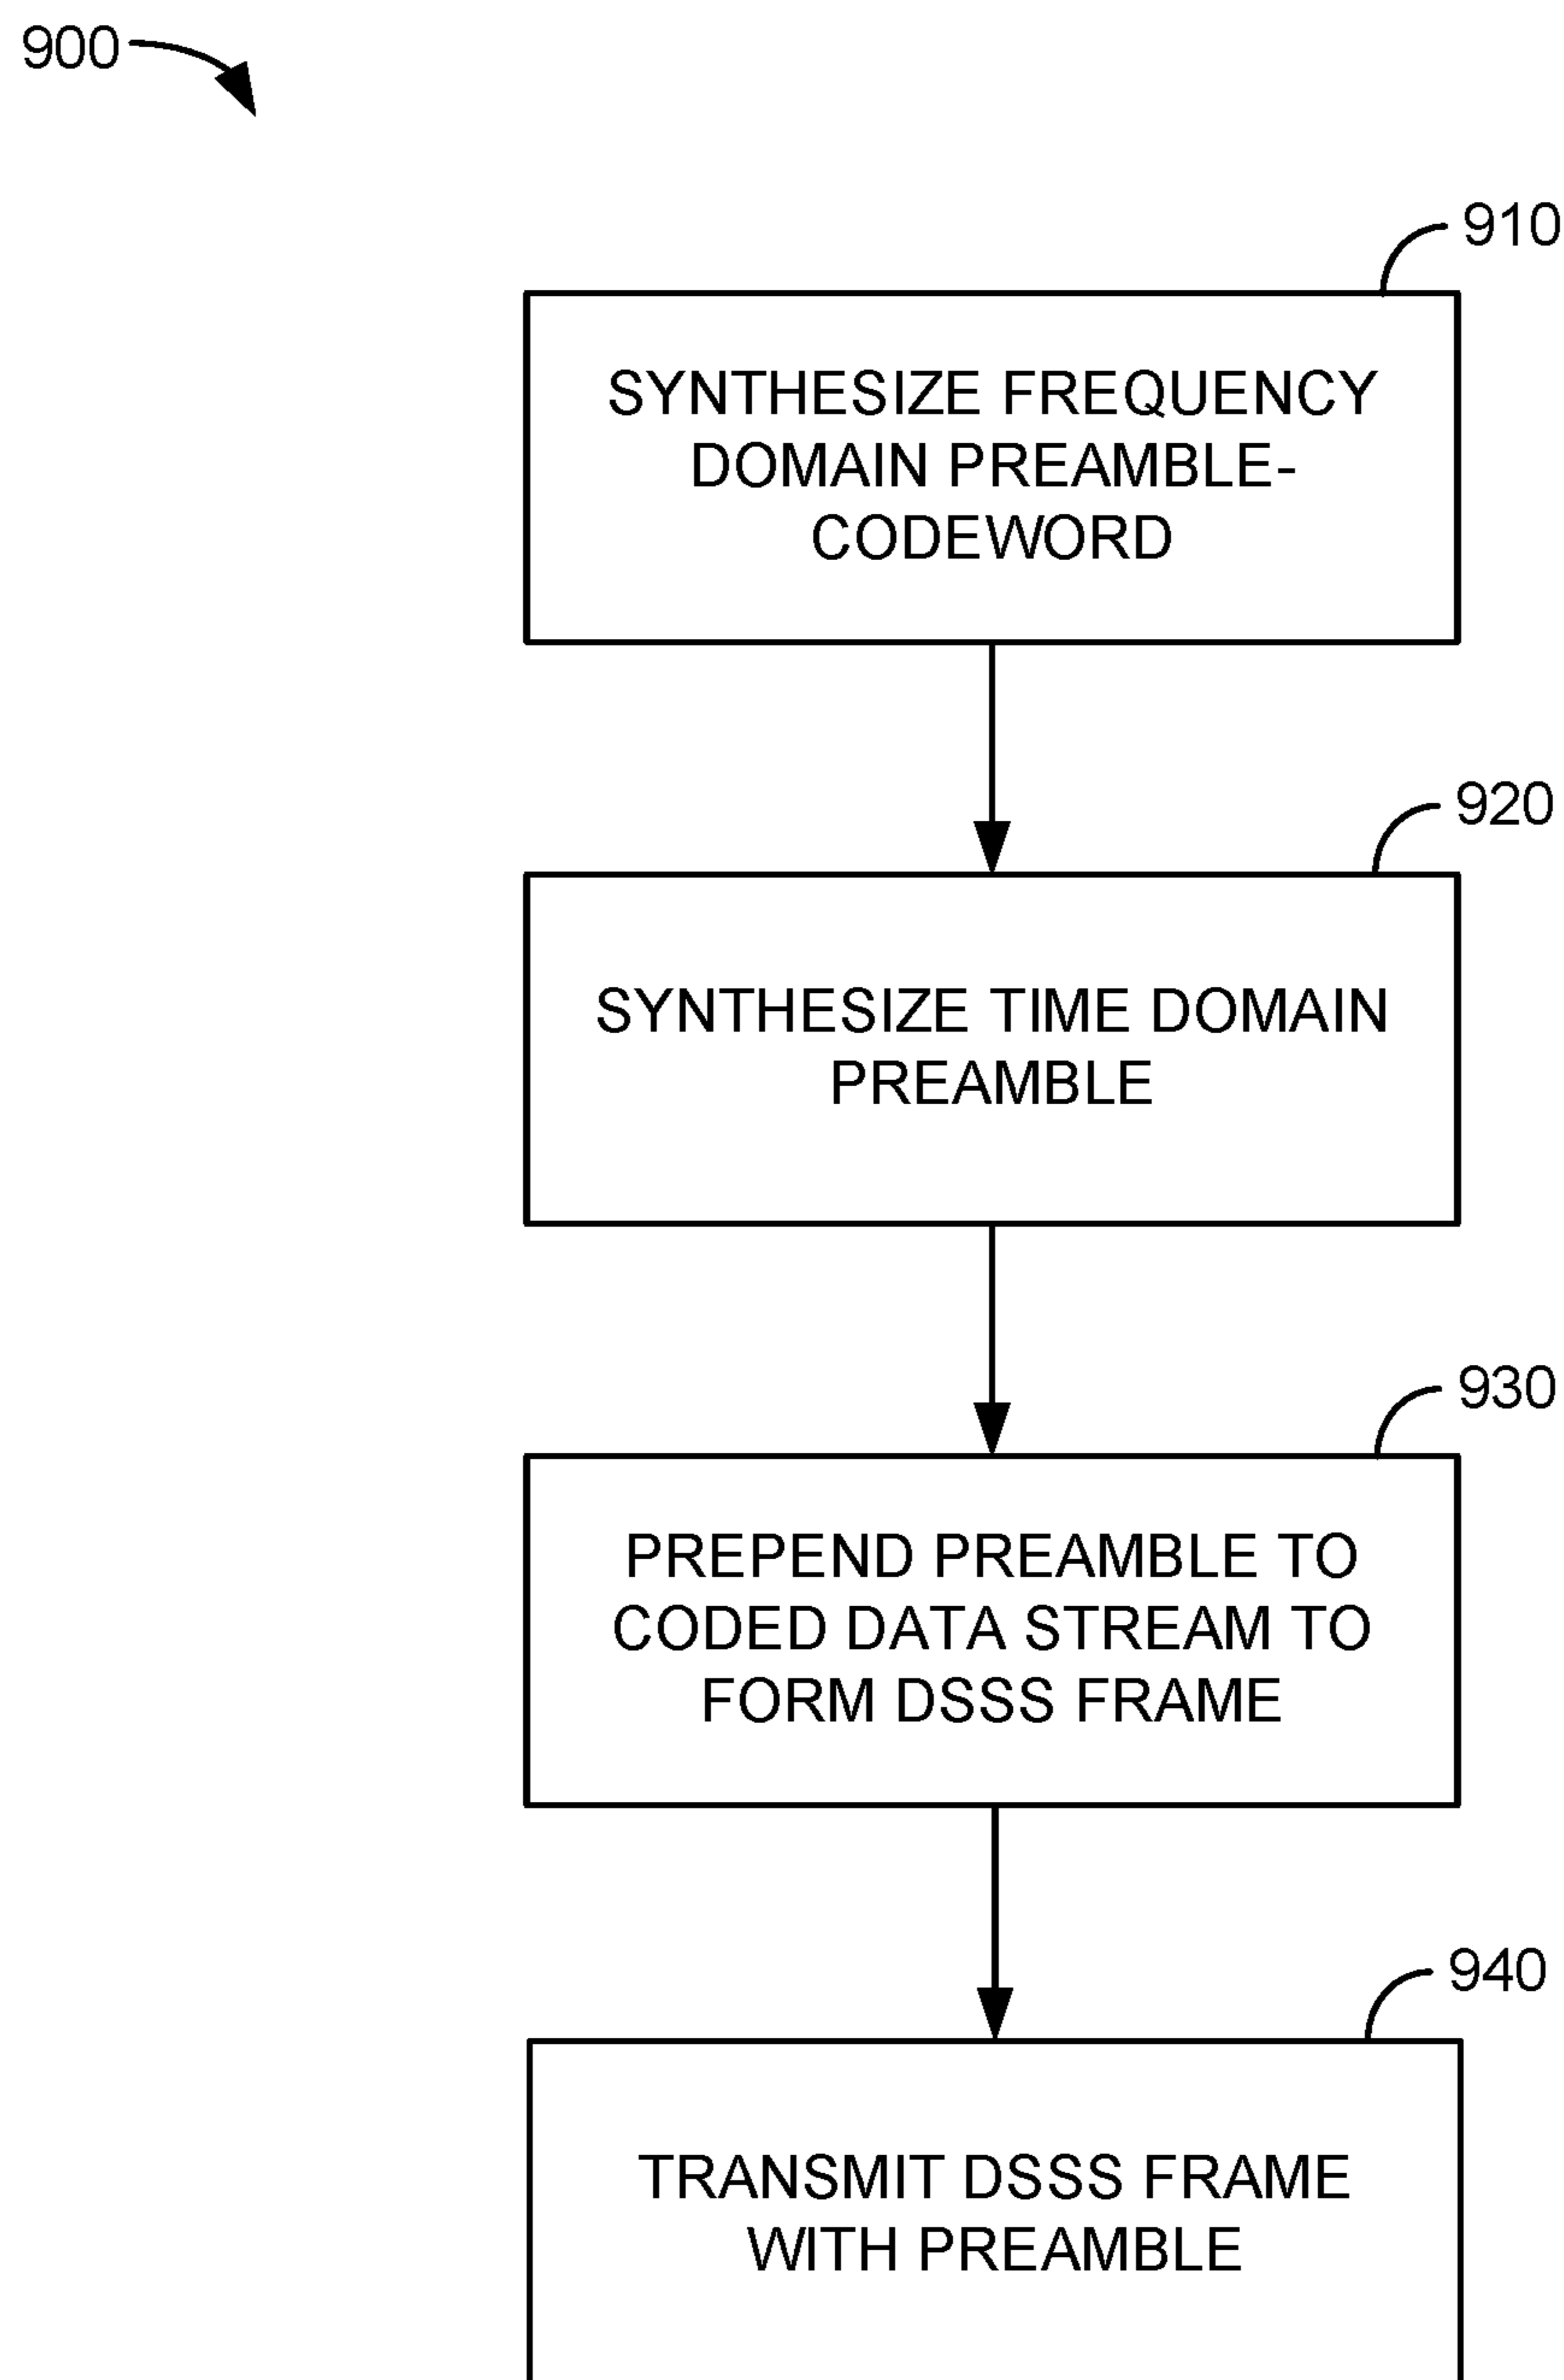 900
910
SYNTHESIZE FREQUENCY
DOMAIN PREAMBLE-
CODEWORD
920
SYNTHESIZE TIME DOMAIN
PREAMBLE
930
PREPEND PREAMBLE TO
CODED DATA STREAM TO
FORM DSSS FRAME
940
TRANSMIT DSSS FRAME
WITH PREAMBLE